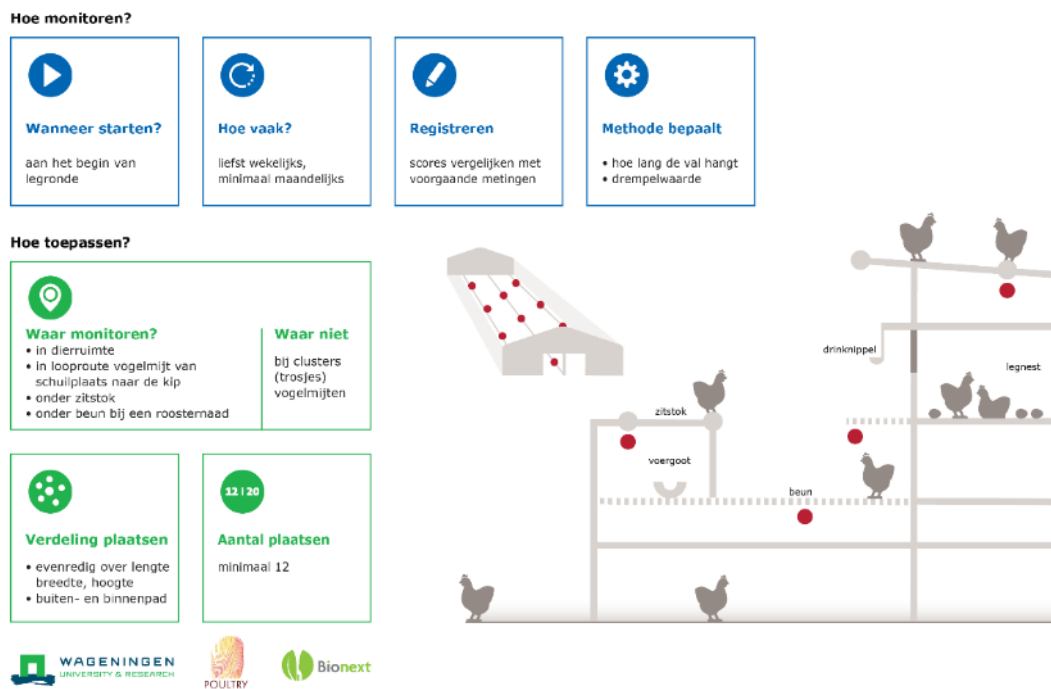 Hoe monitoren?
Wanneer starten?
aan het begin van
legronde
Hoe vaak?
liefst wekelijks,
minimaal maandelijks
Registreren
scores vergelijken met
voorgaande metingen
Methode bepaalt
• hoe lang de val hangt
• drempelwaarde
Hoe toepassen?
Waar monitoren?
• in dierruimte
• in looproute vogelmijt van
schuilplaats naar de kip
• onder zitstok
• onder beun bij een roosternaad
Waar niet
bij clusters
(trosjes)
vogelmijten
drinknippel
legnest
zitstok
voergoot
beun
Verdeling plaatsen
• evenredig over lengte
breedte, hoogte
• buiten- en binnenpad
12 | 20
Aantal plaatsen
minimaal 12
WAGENINGEN
UNIVERSITY & RESEARCH
POULTRY
Bionext